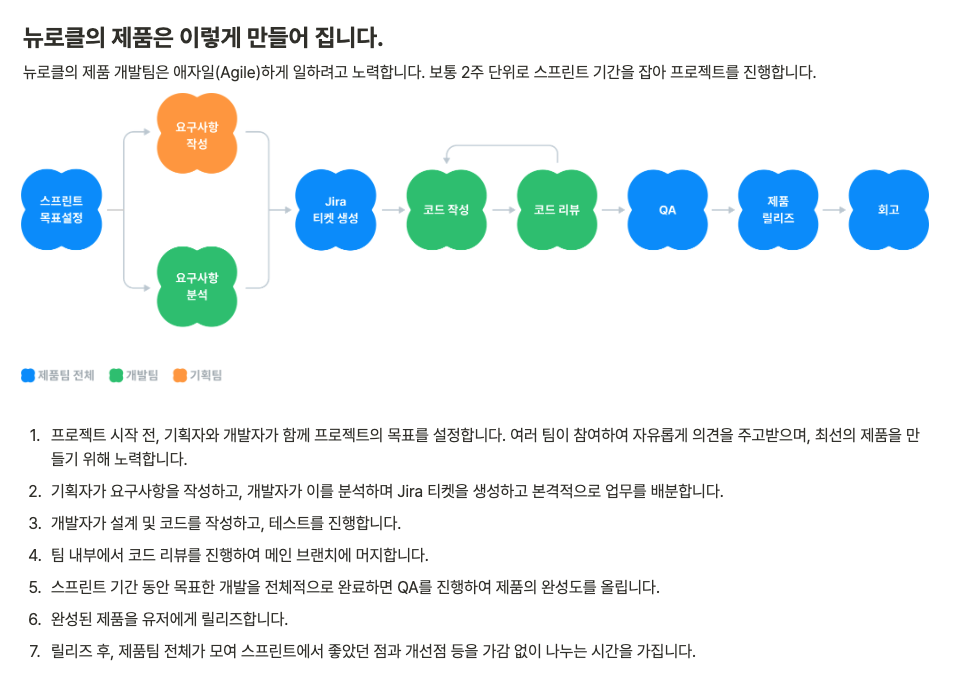 뉴로클의 제품은 이렇게 만들어 집니다.
뉴로클의 제품 개발팀은 애자일(Agile)하게 일하려고 노력합니다. 보통 2주 단위로 스프린트 기간을 잡아 프로젝트를 진행합니다.
스프린트
목표설정
요구사항
작성
요구사항
분석
Jira
티켓 생성
코드 작성
코드 리뷰
QA
제품
릴리즈
회고
제품팀 전체
개발팀
기획팀
1. 프로젝트 시작 전, 기획자와 개발자가 함께 프로젝트의 목표를 설정합니다. 여러 팀이 참여하여 자유롭게 의견을 주고받으며, 최선의 제품을 만
들기 위해 노력합니다.
2. 기획자가 요구사항을 작성하고, 개발자가 이를 분석하며 Jira 티켓을 생성하고 본격적으로 업무를 배분합니다.
3. 개발자가 설계 및 코드를 작성하고, 테스트를 진행합니다.
4. 팀 내부에서 코드 리뷰를 진행하여 메인 브랜치에 머지합니다.
5. 스프린트 기간 동안 목표한 개발을 전체적으로 완료하면 QA를 진행하여 제품의 완성도를 올립니다.
6. 완성된 제품을 유저에게 릴리즈합니다.
7. 릴리즈 후, 제품팀 전체가 모여 스프린트에서 좋았던 점과 개선점 등을 가감 없이 나누는 시간을 가집니다.